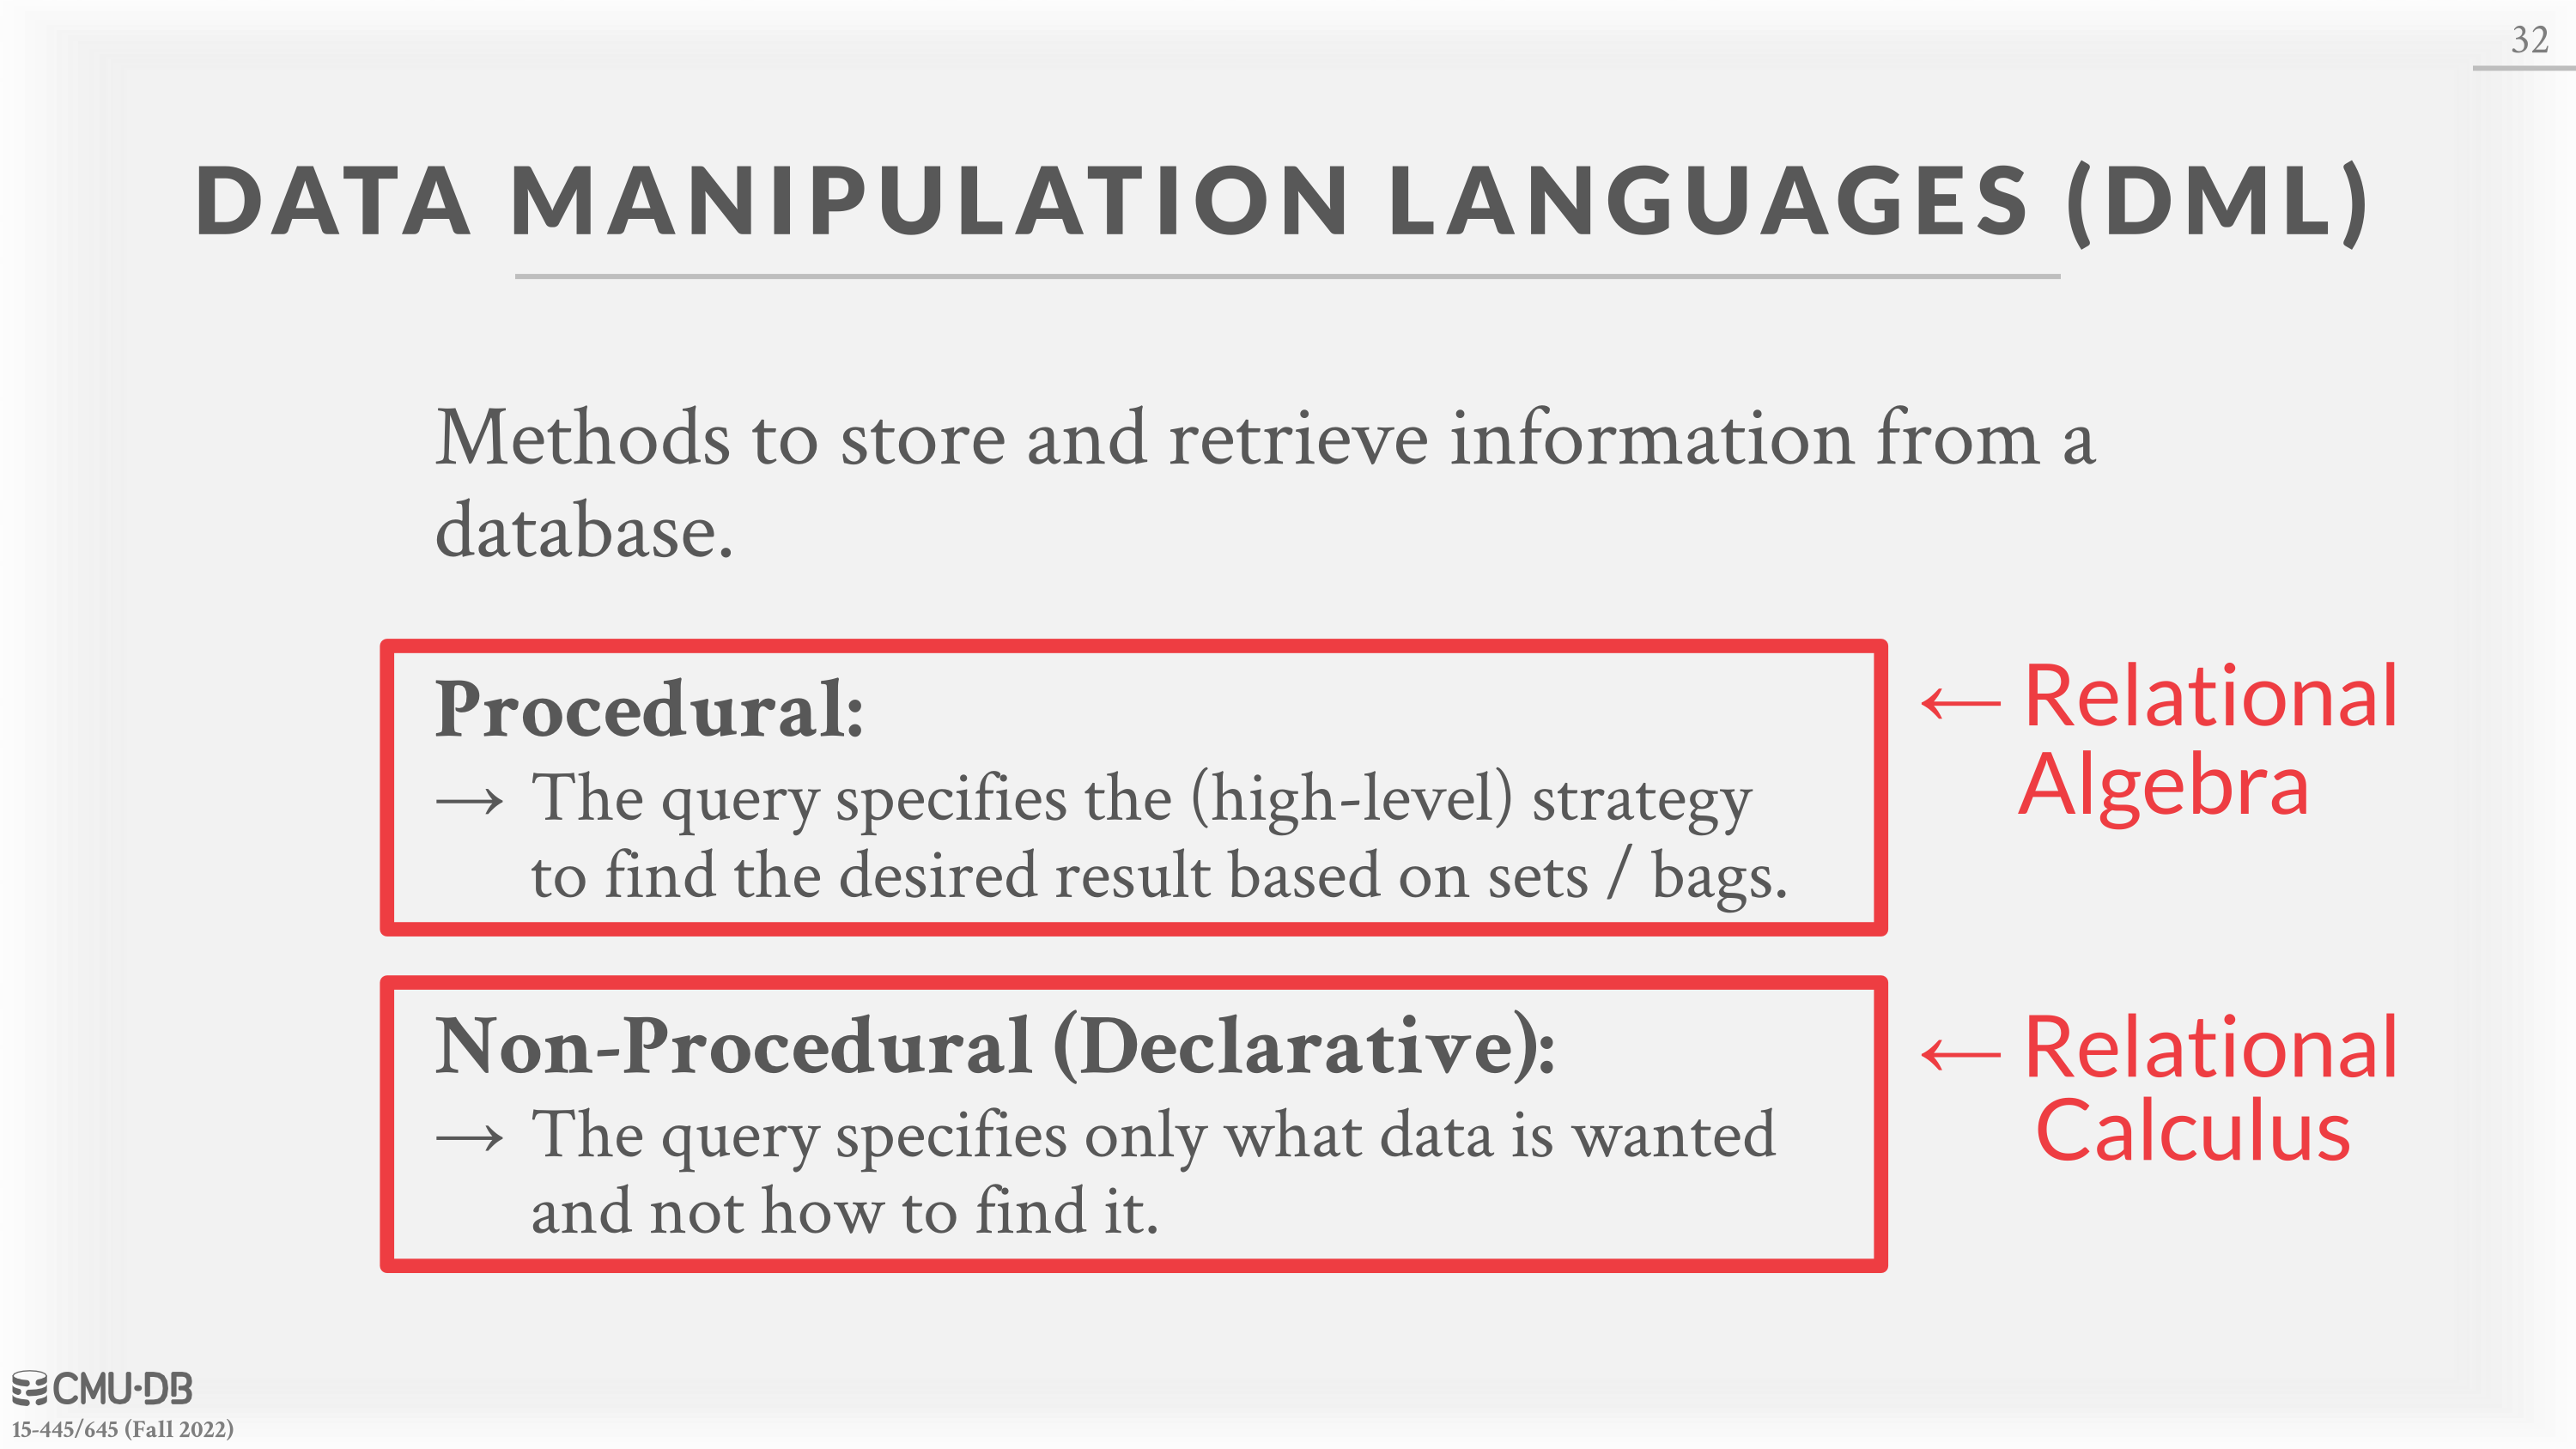 32
DATA MANIPULATION LANGUAGES (DML)
Methods to store and retrieve information from a
database.
Procedural:
→ The query specifies the (high-level) strategy
to find the desired result based on sets / bags.
← Relational
Algebra
Non-Procedural (Declarative):
→ The query specifies only what data is wanted
and not how to find it.
← Relational
Calculus
CMU·DB
15-445/645 (Fall 2022)